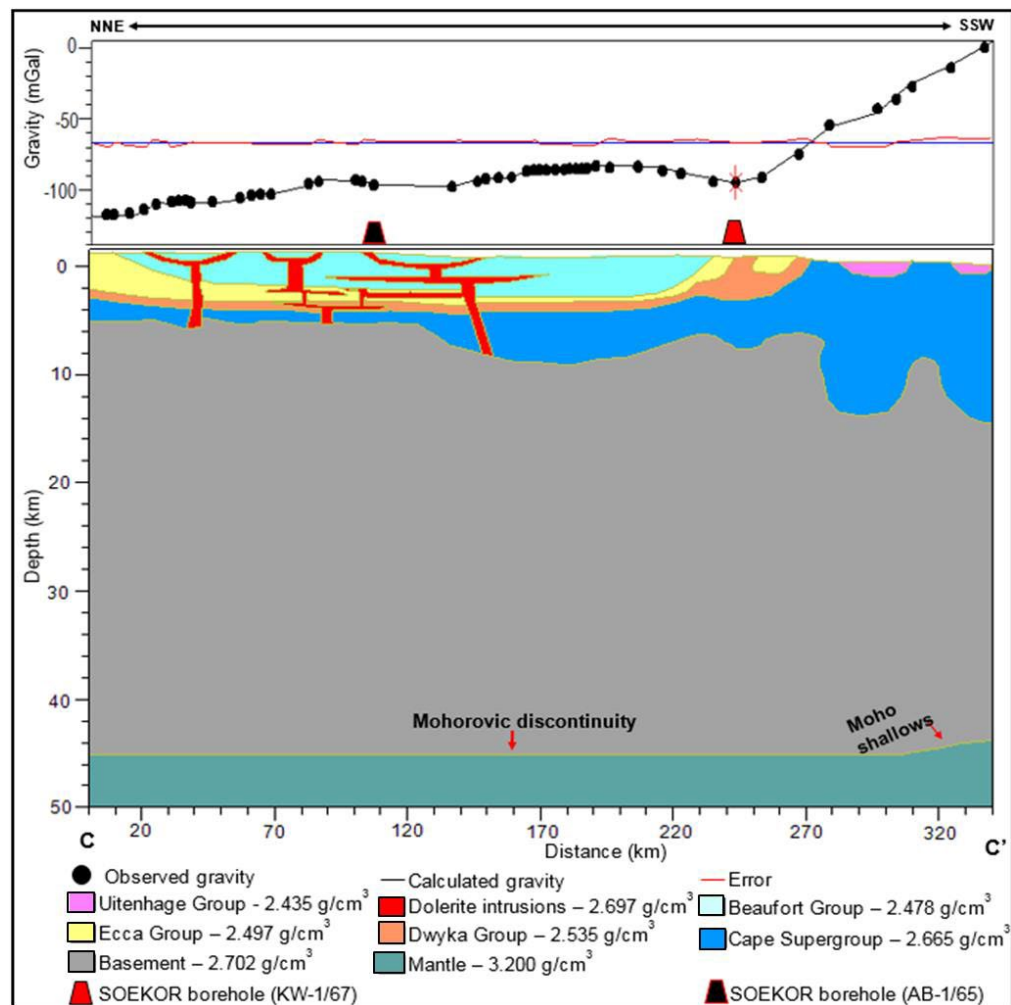 NNE SSW
Gravity (mGal)
0
-50
-100
Depth (km)
0
10
20
30
40
50
Mohorovic discontinuity
Moho
shallows
20 70 120 170 220 270 320
C Distance (km) C'
Observed gravity Calculated gravity Error
Uitenhage Group - 2.435 g/cm³ Dolerite intrusions – 2.697 g/cm³ Beaufort Group – 2.478 g/cm³
Ecca Group – 2.497 g/cm³ Dwyka Group – 2.535 g/cm³ Cape Supergroup – 2.665 g/cm³
Basement – 2.702 g/cm³ Mantle – 3.200 g/cm³
SOEKOR borehole (KW-1/67) SOEKOR borehole (AB-1/65)